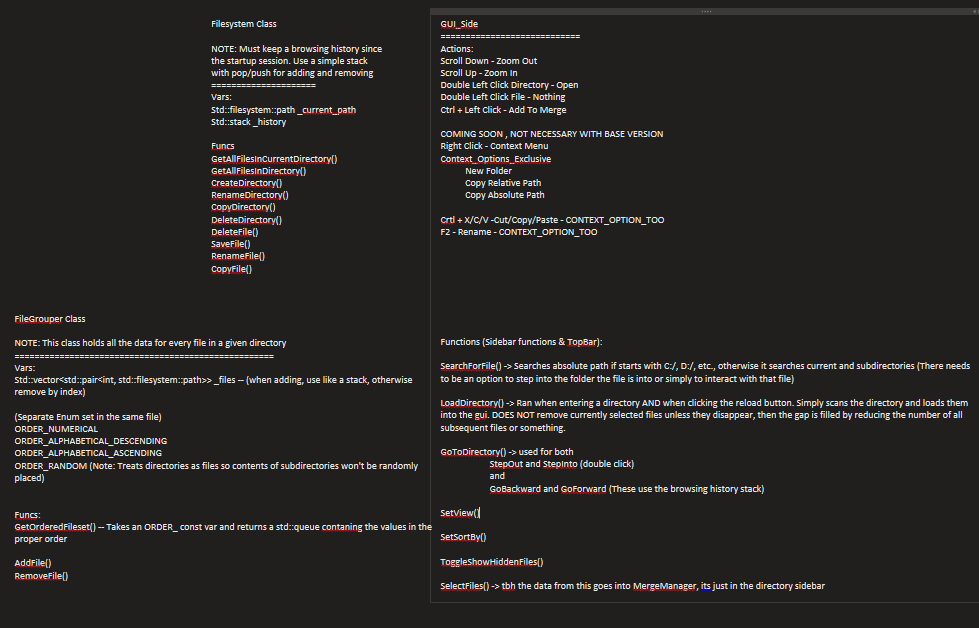 Filesystem Class
NOTE: Must keep a browsing history since
the startup session. Use a simple stack
with pop/push for adding and removing
=====================
Vars:
Std::filesystem::path _current_path
Std::stack _history
Funcs
GetAllFilesInCurrentDirectory()
GetAllFilesInDirectory()
CreateDirectory()
RenameDirectory()
CopyDirectory()
DeleteDirectory()
DeleteFile()
SaveFile()
RenameFile()
CopyFile()
FileGrouper Class
NOTE: This class holds all the data for every file in a given directory
====================================================
Vars:
Std::vector<std::pair<int, std::filesystem::path>> _files -- (when adding, use like a stack, otherwise
remove by index)
(Separate Enum set in the same file)
ORDER_NUMERICAL
ORDER_ALPHABETICAL_DESCENDING
ORDER_ALPHABETICAL_ASCENDING
ORDER_RANDOM (Note: Treats directories as files so contents of subdirectories won't be randomly
placed)
Funcs:
GetOrderedFileset() -- Takes an ORDER_ const var and returns a std::queue contaning the values in the
proper order
AddFile()
RemoveFile()
GUI_Side
============================
Actions:
Scroll Down - Zoom Out
Scroll Up - Zoom In
Double Left Click Directory - Open
Double Left Click File - Nothing
Ctrl + Left Click - Add To Merge
COMING SOON , NOT NECESSARY WITH BASE VERSION
Right Click - Context Menu
Context_Options_Exclusive
New Folder
Copy Relative Path
Copy Absolute Path
Crtl + X/C/V -Cut/Copy/Paste - CONTEXT_OPTION_TOO
F2 - Rename - CONTEXT_OPTION_TOO
Functions (Sidebar functions & TopBar):
SearchForFile() -> Searches absolute path if starts with C:/, D:/, etc., otherwise it searches current and subdirectories (There needs
to be an option to step into the folder the file is into or simply to interact with that file)
LoadDirectory() -> Ran when entering a directory AND when clicking the reload button. Simply scans the directory and loads them
into the gui. DOES NOT remove currently selected files unless they disappear, then the gap is filled by reducing the number of all
subsequent files or something.
GoToDirectory() -> used for both
StepOut and StepInto (double click)
and
GoBackward and GoForward (These use the browsing history stack)
SetView()
SetSortBy()
ToggleShowHiddenFiles()
SelectFiles() -> tbh the data from this goes into MergeManager, its just in the directory sidebar